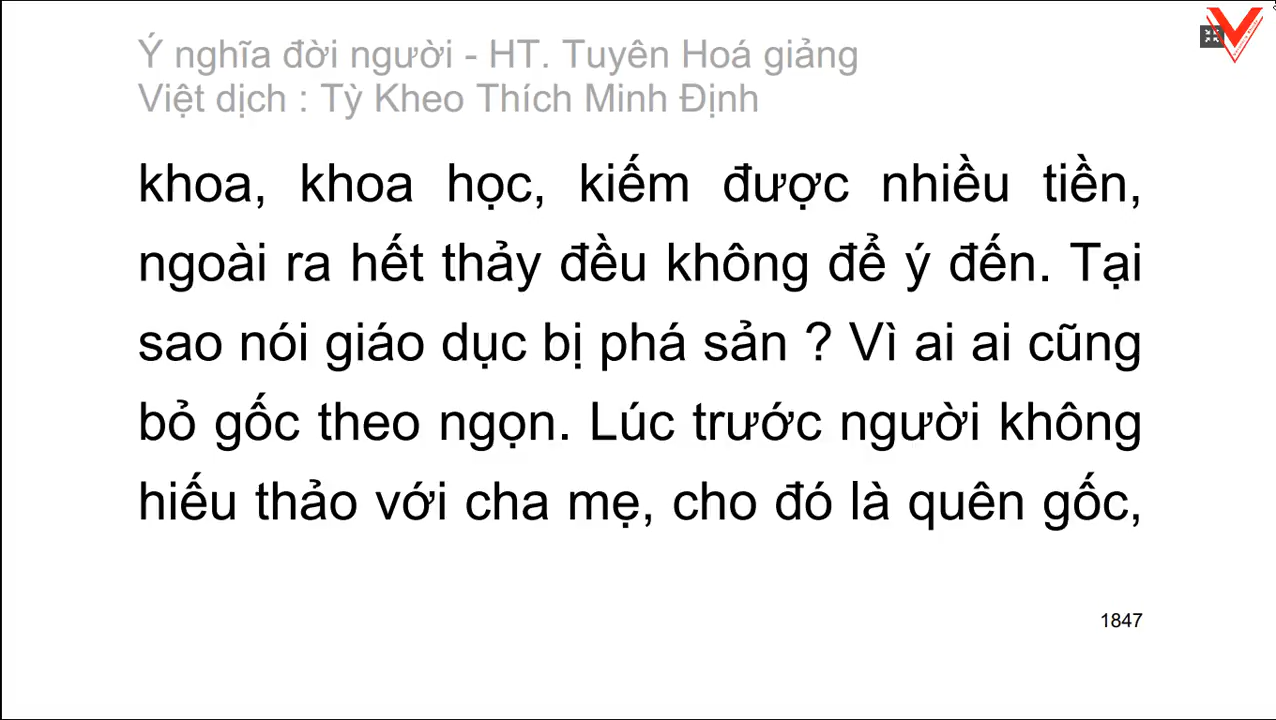 Ý nghĩa đời người - HT. Tuyên Hoá giảng
Việt dịch : Tỳ Kheo Thích Minh Định
khoa, khoa học, kiếm được nhiều tiền,
ngoài ra hết thảy đều không để ý đến. Tại
sao nói giáo dục bị phá sản ? Vì ai ai cũng
bỏ gốc theo ngọn. Lúc trước người không
hiếu thảo với cha mẹ, cho đó là quên gốc,
1847